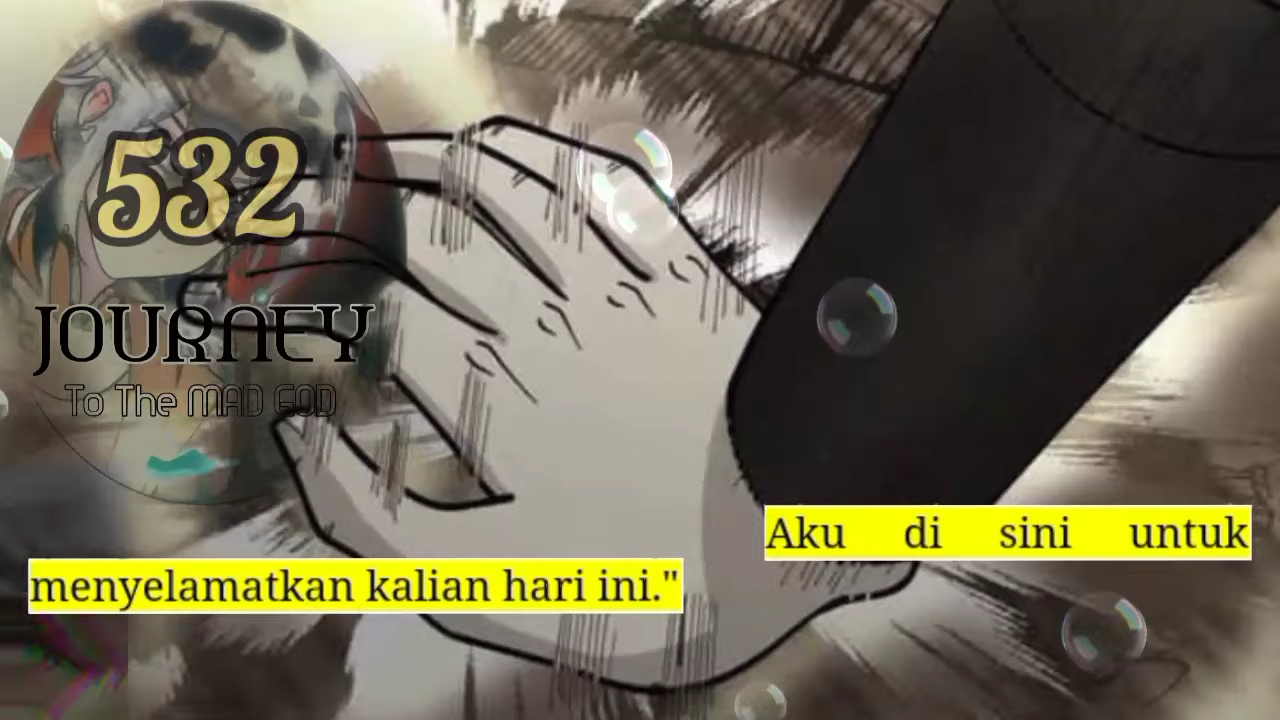 532
JOURNEY
To The MAD GOD
Aku di sini untuk
menyelamatkan kalian hari ini."